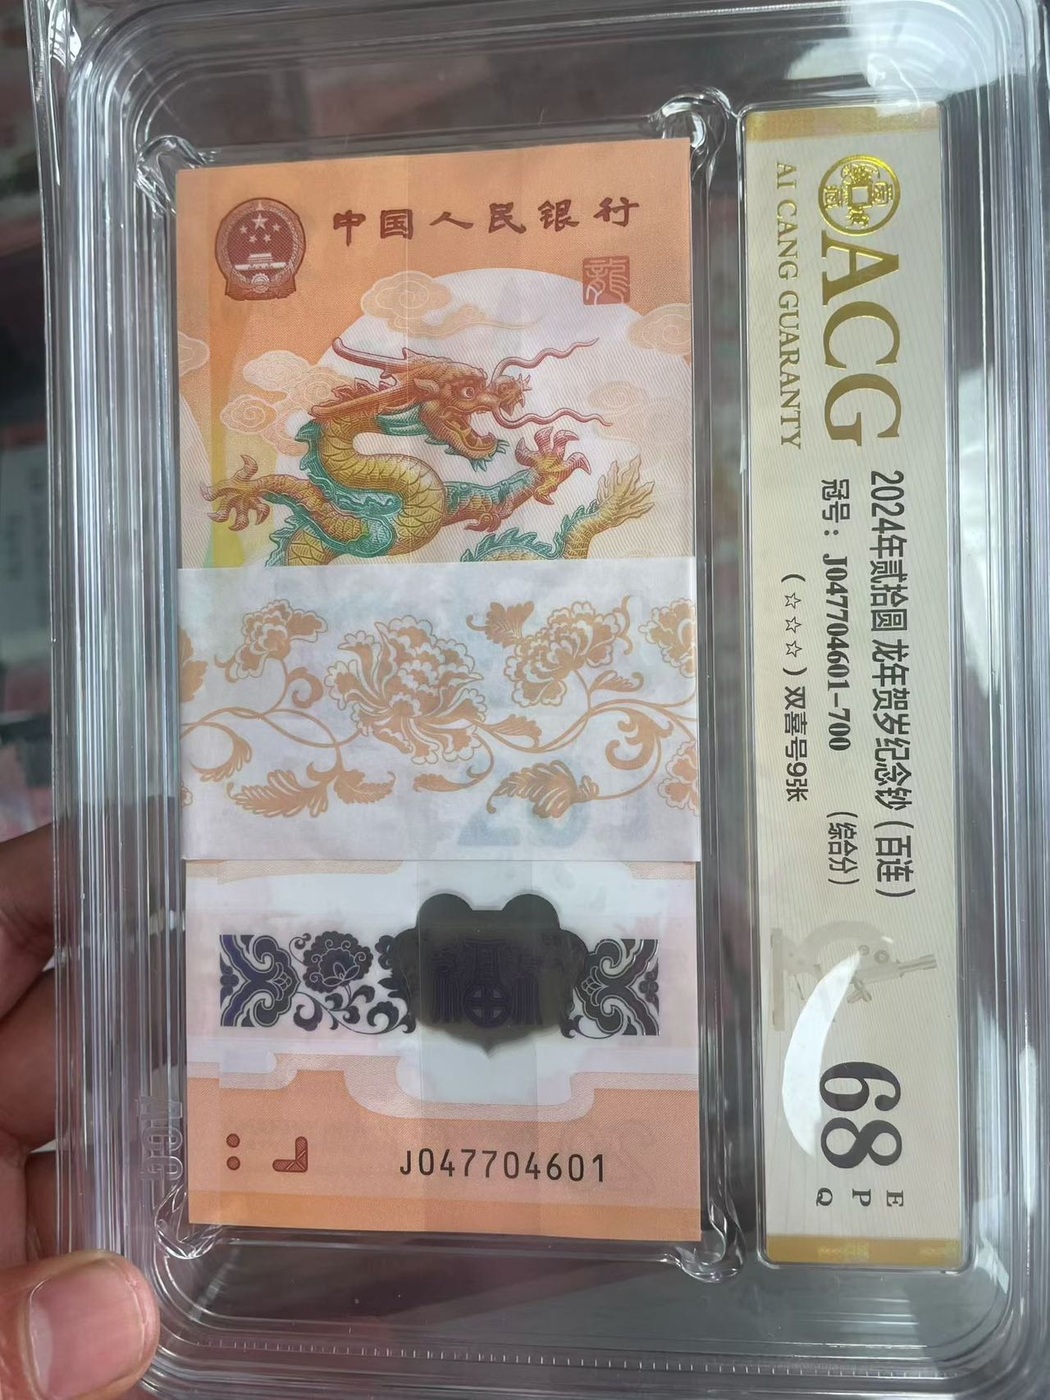 中国人民银行
龍
J047704601
ACG
AI CANG GUARANTY
2024年贰拾圆 龙年贺岁纪念钞（百连）
冠号：J047704601-700 （综合分）
（☆☆☆☆）双喜号9张
68
E
P
Q